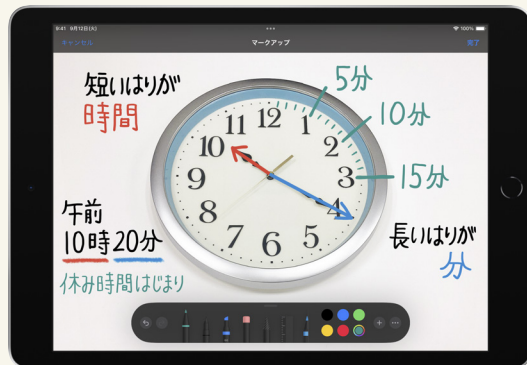 9:41 9月12日(火)
100%
キャンセル
マークアップ
完了
短いはりが
時間
5分
10分
15分
12
1
2
3
4
5
6
7
8
9
10
11
午前
10時20分
休み時間はじまり
長いはりが
分